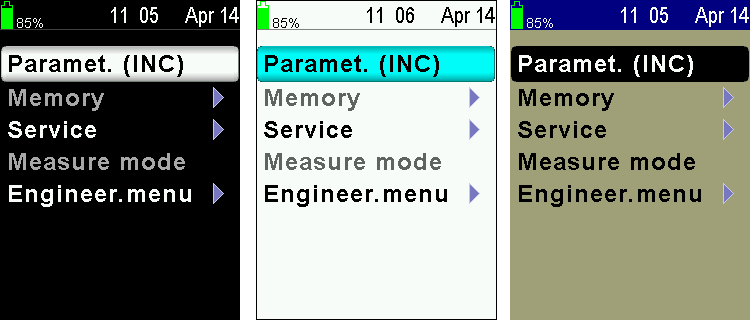 85% 11 05 Apr 14
Paramet. (INC)
Memory
Service
Measure mode
Engineer.menu
85% 11 06 Apr 14
Paramet. (INC)
Memory
Service
Measure mode
Engineer.menu
85% 11 05 Apr 14
Paramet. (INC)
Memory
Service
Measure mode
Engineer.menu